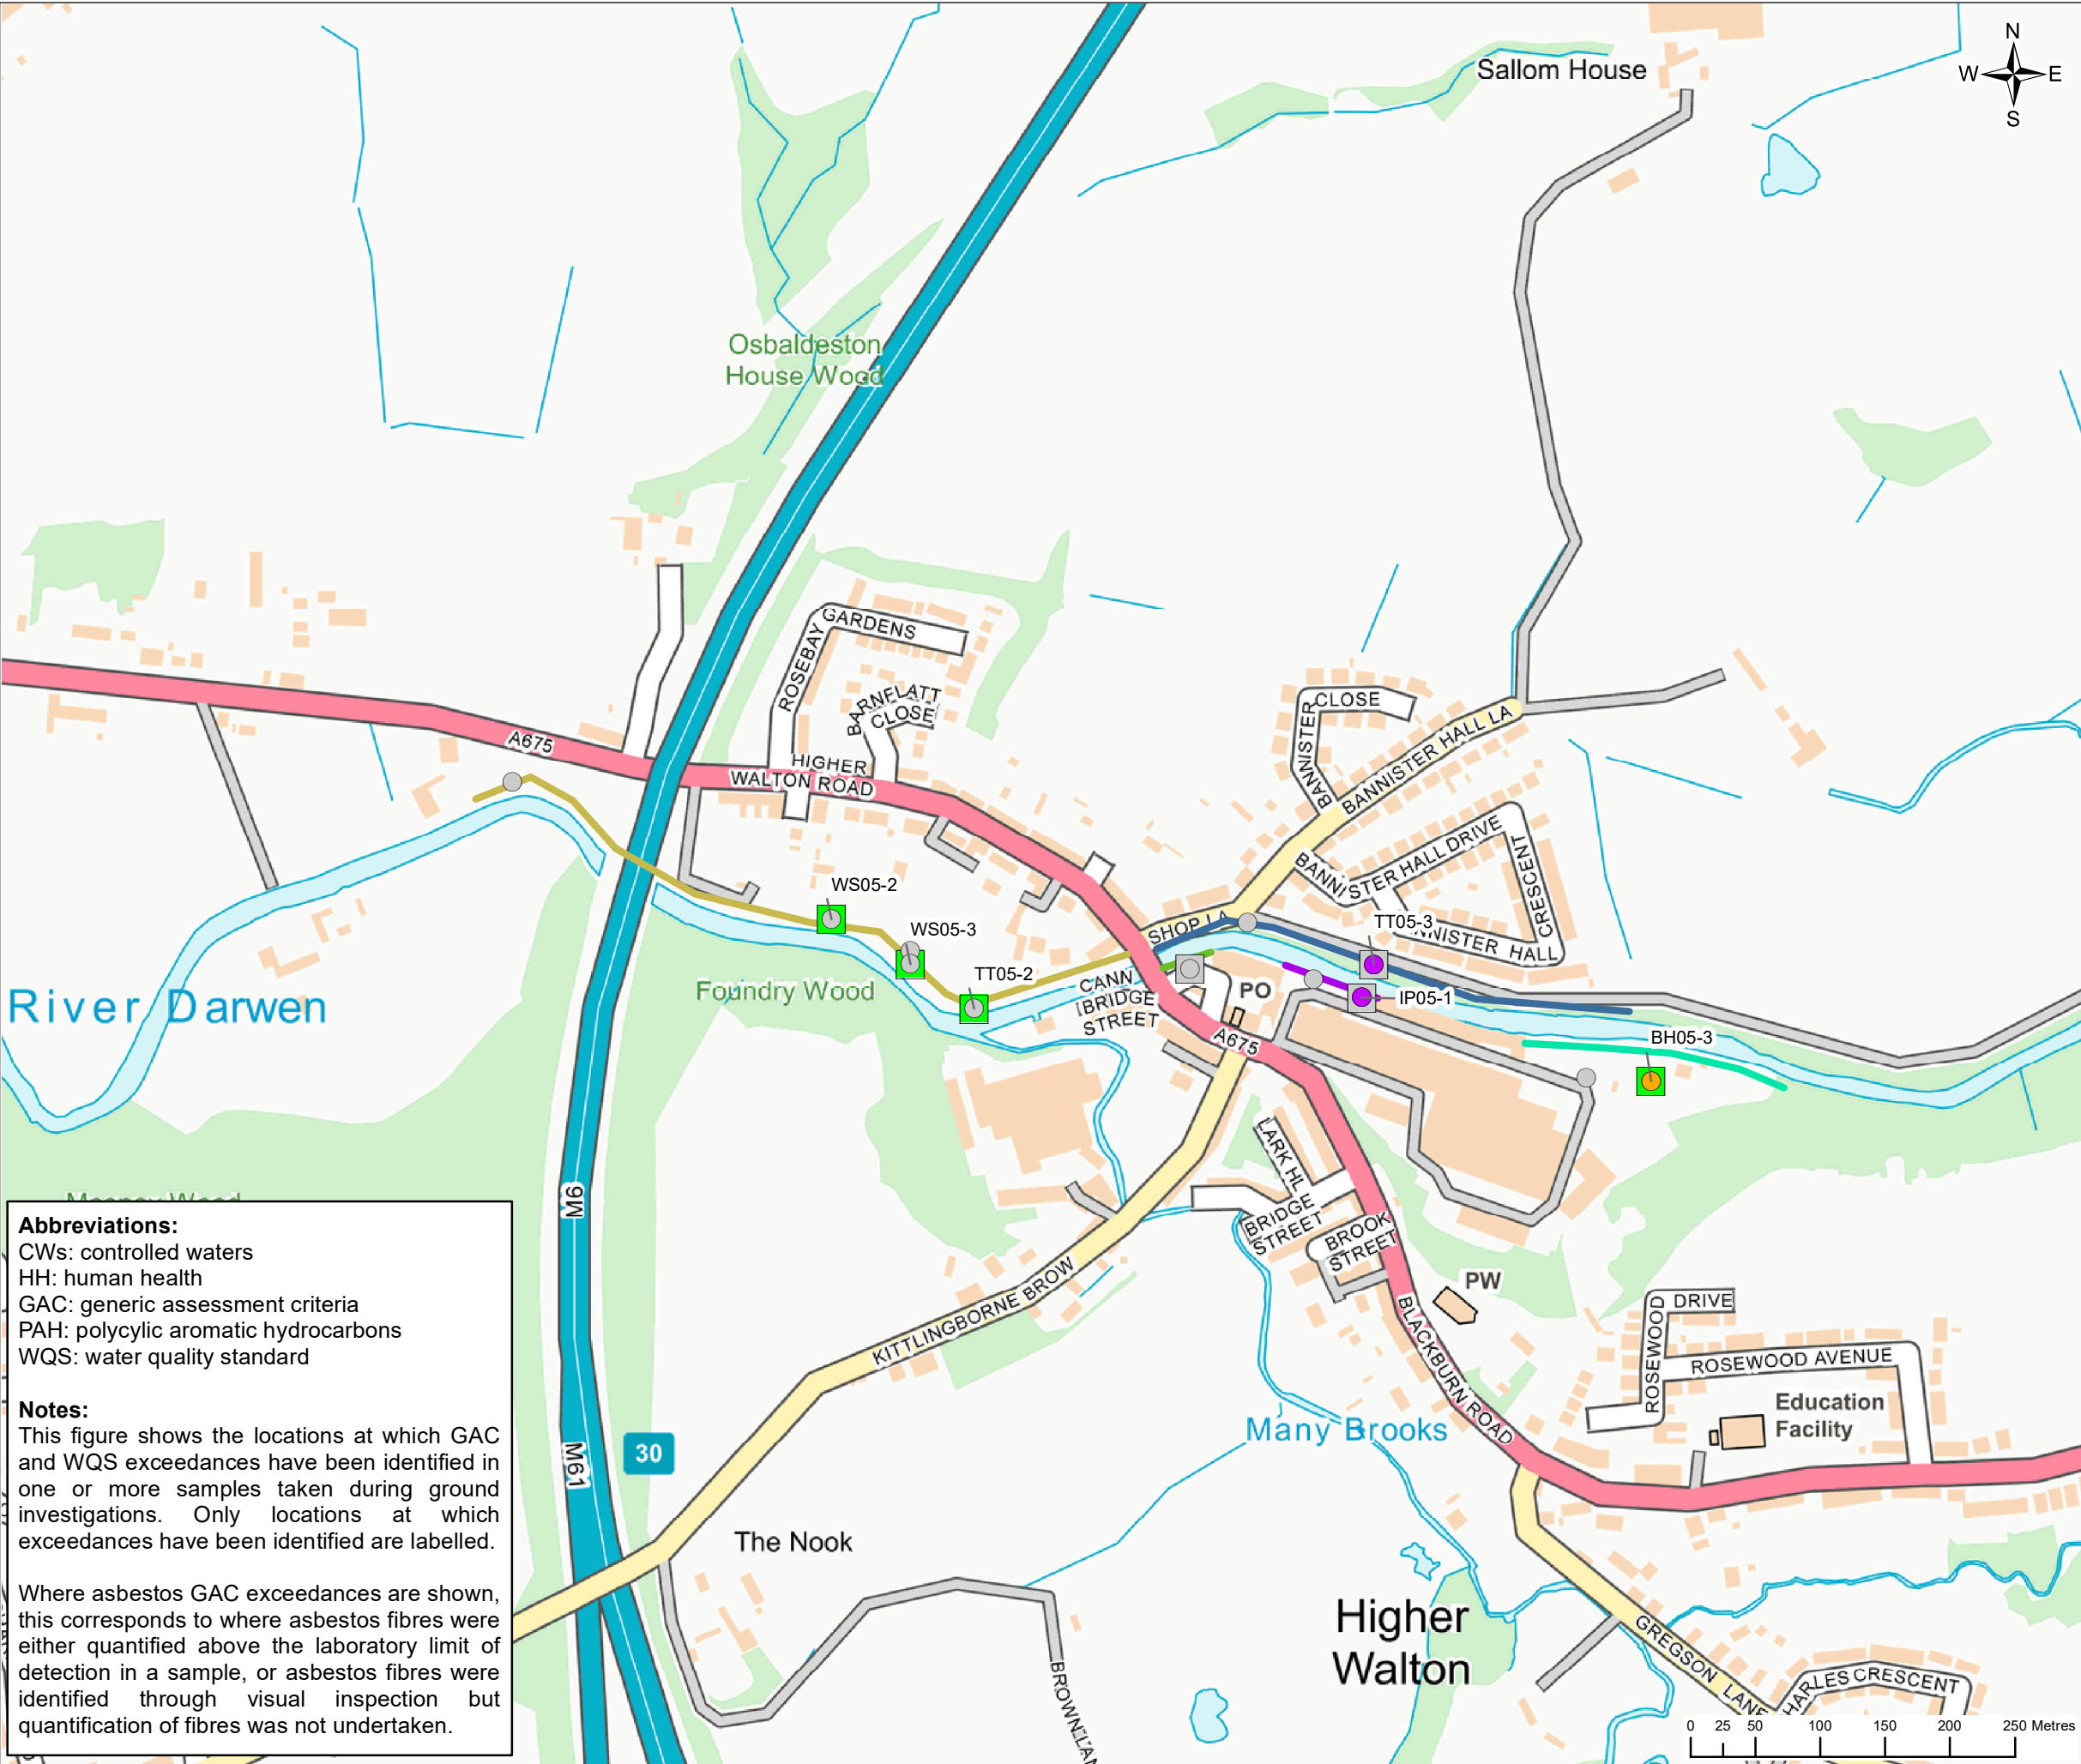 N
W E
S
Sallom House
Osbaldeston
House Wood
ROSEBAY
GARDENS
BARNFLATT
CLOSE
A675
HIGHER
WALTON ROAD
BANNISTER
CLOSE
BANNISTER HALL LA
BANNISTER HALL DRIVE
CRESCENT
WS05-2
WS05-3
TT05-2
SHOP LA
TT05-3
BANNISTER HALL
River Darwen
Foundry Wood
CANN
BRIDGE
STREET
PO
IP05-1
A675
BH05-3
LARK HL
BRIDGE
STREET
BROOK
STREET
M6
PW
KITTLINGBORNE BROW
BLACKBURN ROAD
ROSEWOOD
DRIVE
ROSEWOOD AVENUE
Education
Facility
Many Brooks
30
M61
The Nook
Higher
Walton
GREGSON LANE
CHARLES CRESCENT
Abbreviations:
CWs: controlled waters
HH: human health
GAC: generic assessment criteria
PAH: polycylic aromatic hydrocarbons
WQS: water quality standard
Notes:
This figure shows the locations at which GAC
and WQS exceedances have been identified in
one or more samples taken during ground
investigations. Only locations at which
exceedances have been identified are labelled.
Where asbestos GAC exceedances are shown,
this corresponds to where asbestos fibres were
either quantified above the laboratory limit of
detection in a sample, or asbestos fibres were
identified through visual inspection but
quantification of fibres was not undertaken.
0 25 50 100 150 200 250 Metres